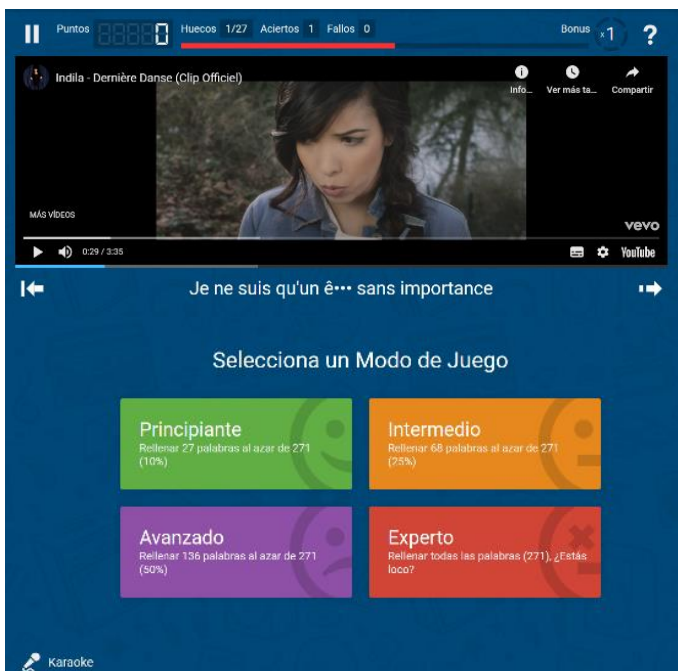 Puntos 0 Huecos 1/27 Aciertos 1 Fallos 0 Bonus x1 ?
Indila - Dernière Danse (Clip Officiel)
Info... Ver más ta... Compartir
MÁS VÍDEOS
vevo
0:29 / 3:35 YouTube
Je ne suis qu'un ê••• sans importance
Selecciona un Modo de Juego
Principiante
Rellenar 27 palabras al azar de 271
(10%)
Intermedio
Rellenar 68 palabras al azar de 271
(25%)
Avanzado
Rellenar 136 palabras al azar de 271
(50%)
Experto
Rellenar todas las palabras (271), ¿Estás
loco?
Karaoke